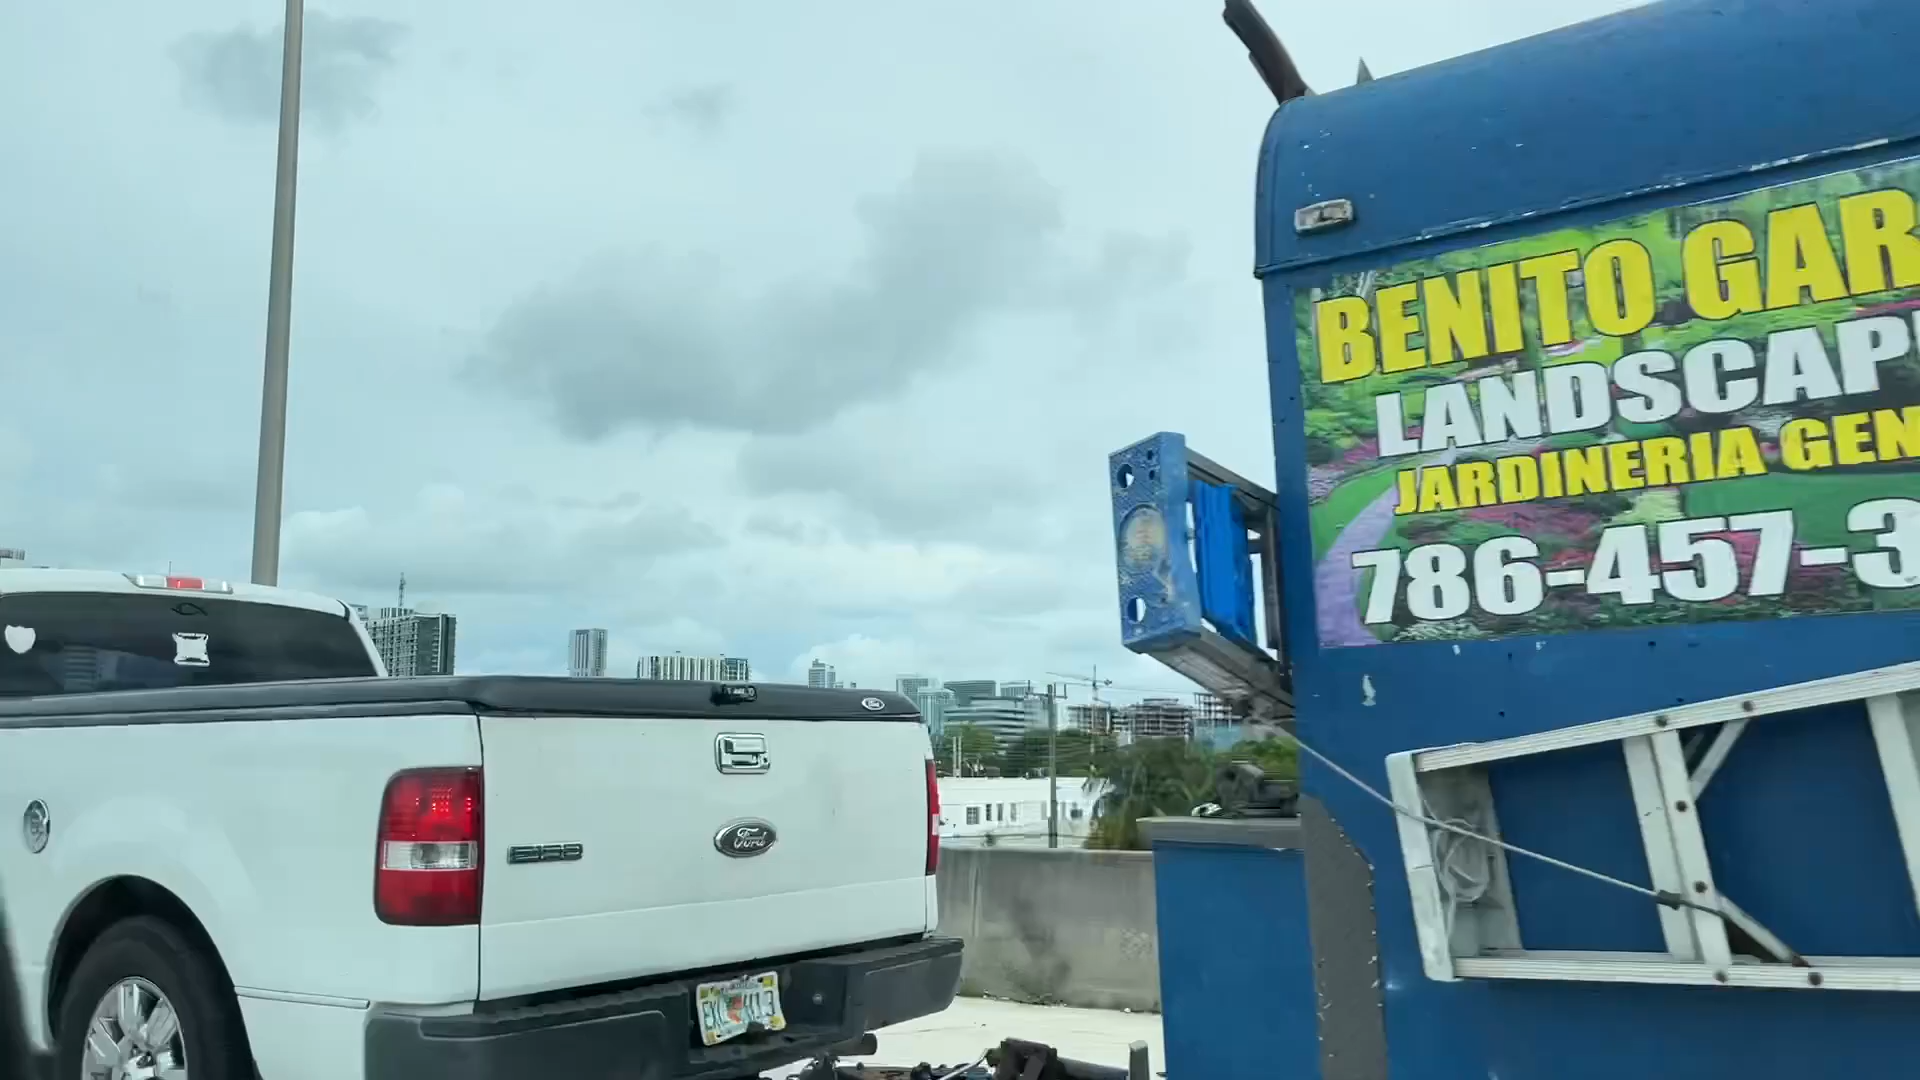 BENITO GAR
LANDSCAP
JARDINERIA GEN
786-457-3
Ford